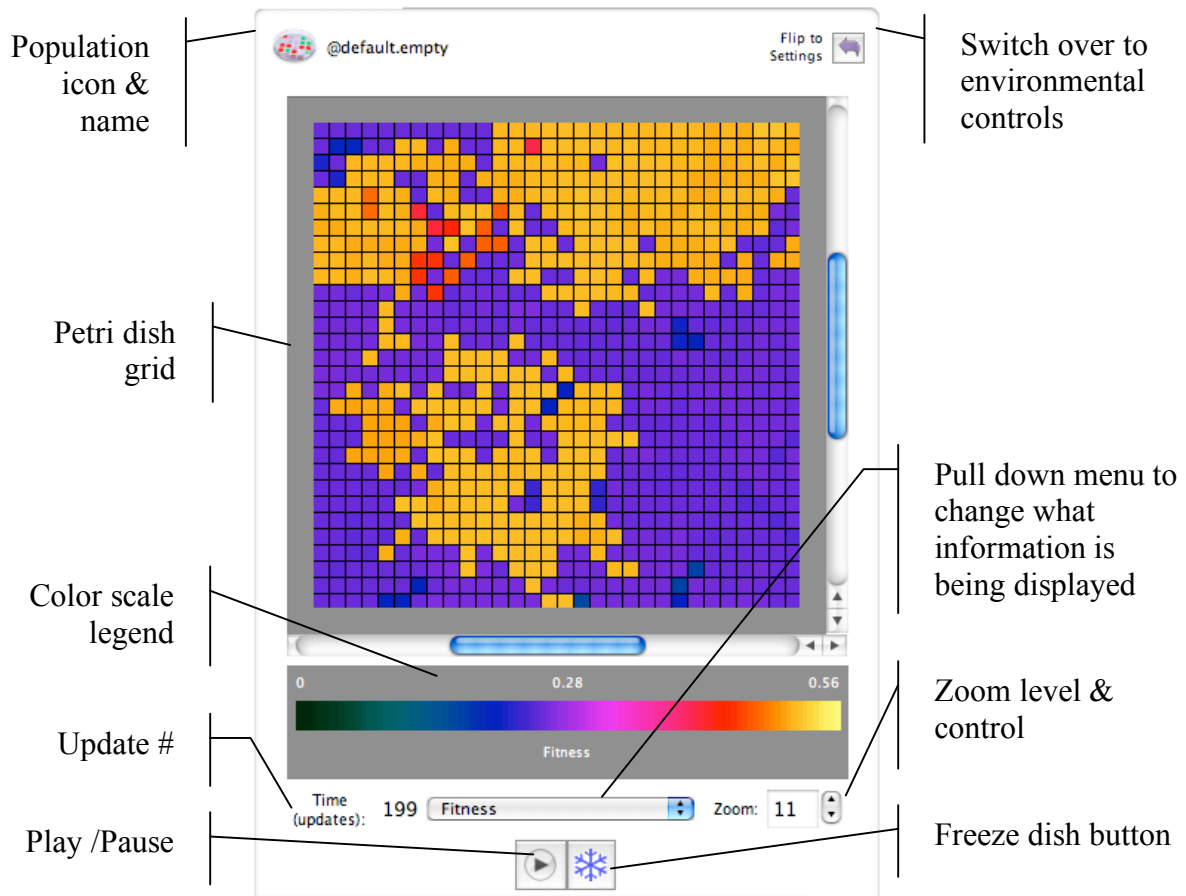 Population
icon &
name
@default.empty
Flip to
Settings
Switch over to
environmental
controls
Petri dish
grid
Pull down menu to
change what
information is
being displayed
Color scale
legend
0 0.28 0.56
Fitness
Zoom level &
control
Update #
Time
(updates): 199 Fitness Zoom: 11
Play /Pause
Freeze dish button